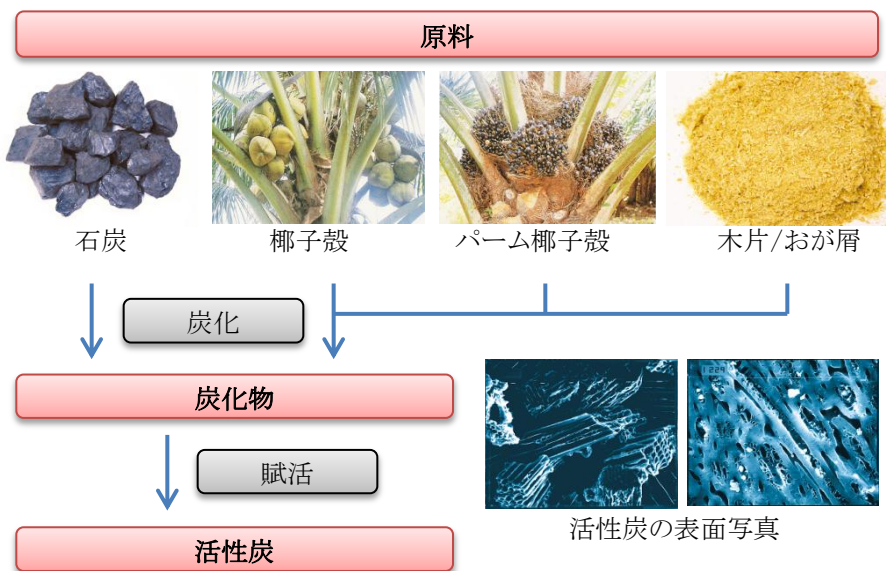 原料
石炭
椰子殻
パーム椰子殻
木片/おが屑
炭化
炭化物
賦活
活性炭
1229
活性炭の表面写真